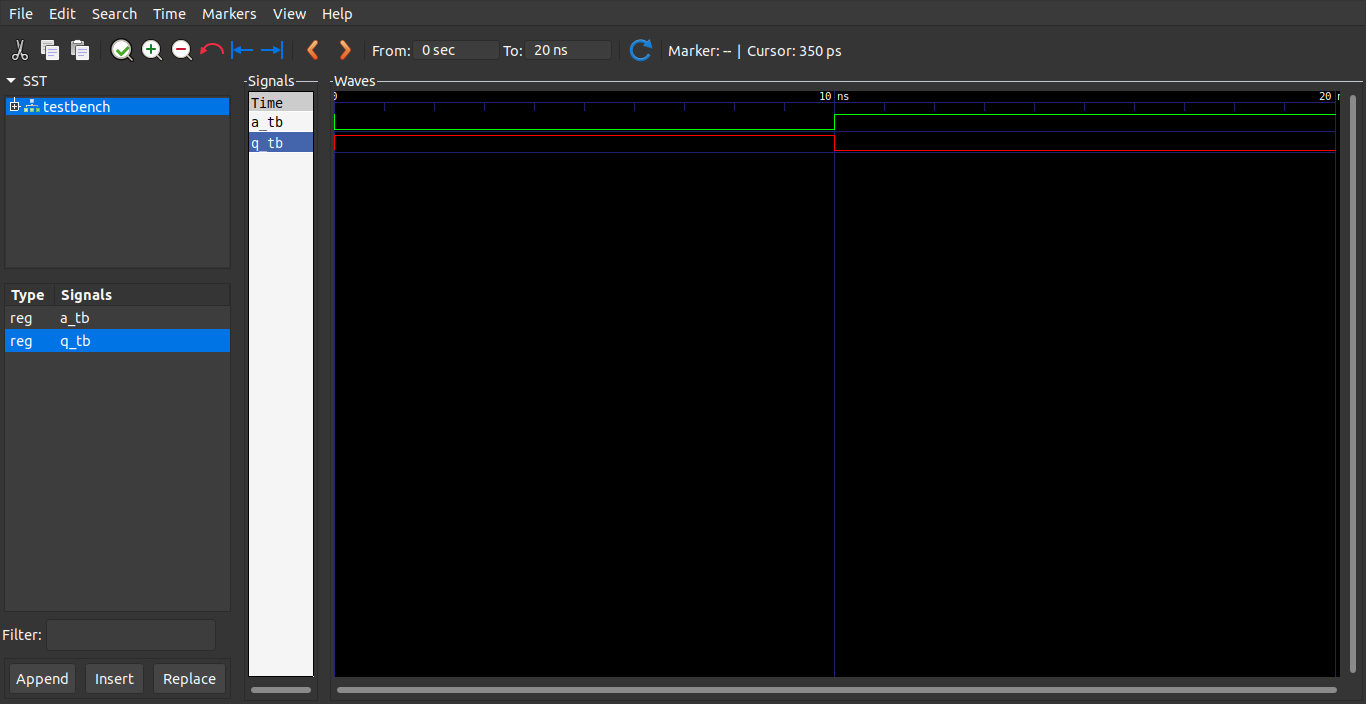 File Edit Search Time Markers View Help
From: 0 sec To: 20 ns Marker: -- | Cursor: 350 ps
SST
testbench
Type Signals
reg a_tb
reg q_tb
Filter:
Append Insert Replace
Signals
Time
a_tb
q_tb
Waves
0 10 ns 20